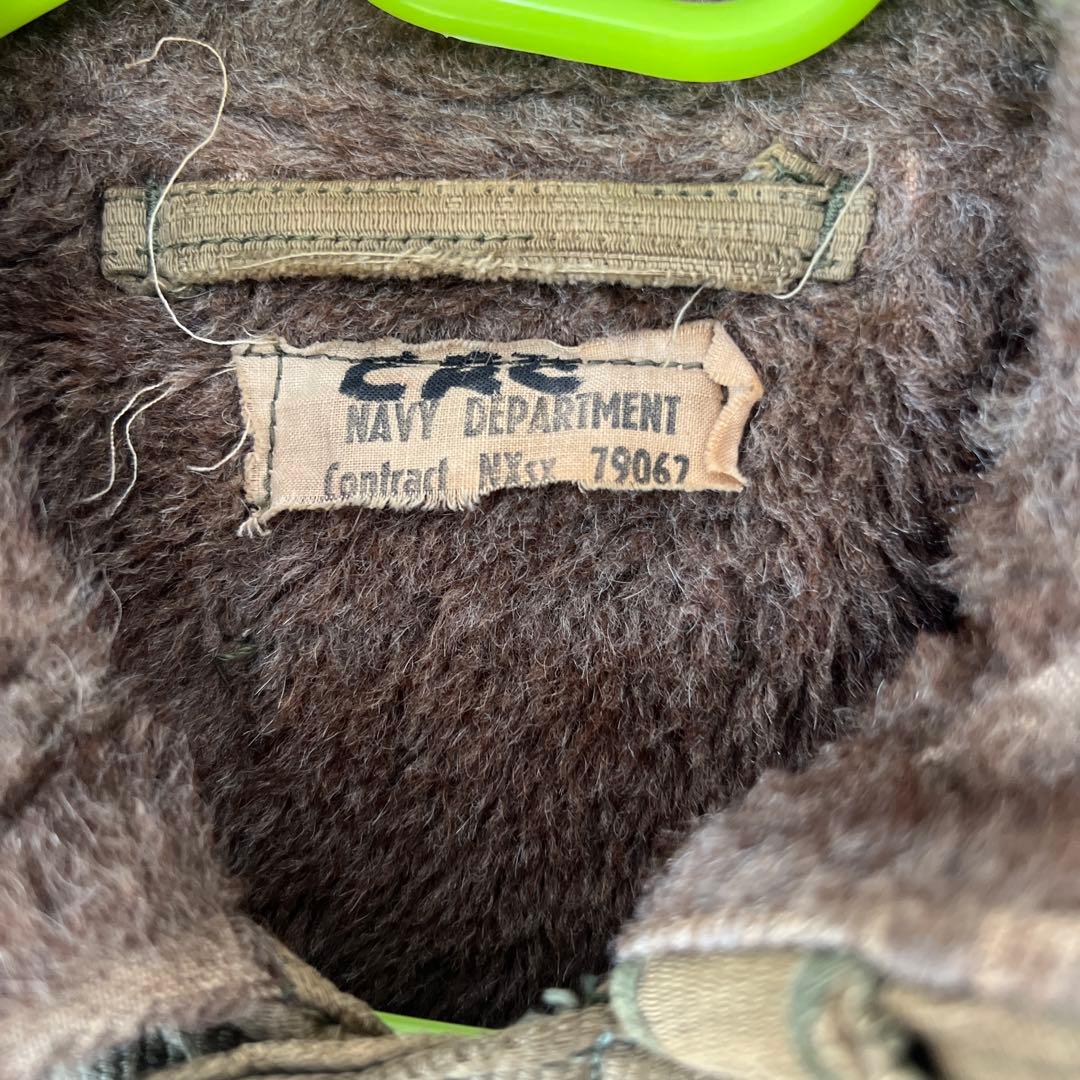 NAVY DEPARTMENT
Contract NXsx 79067